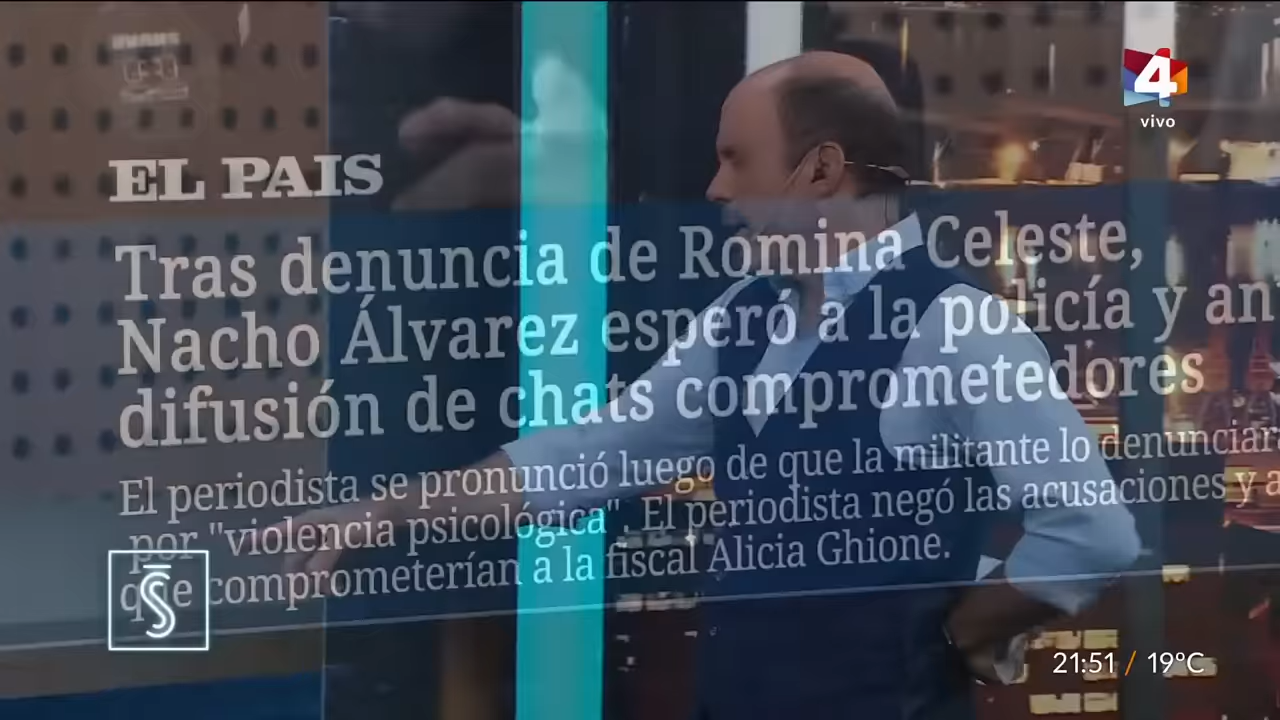 4
vivo
EL PAIS
Tras denuncia de Romina Celeste,
Nacho Álvarez esperó a la policía y an
difusión de chats comprometedores
El periodista se pronunció luego de que la militante lo denunciar
por "violencia psicológica". El periodista negó las acusaciones y a
que comprometerían a la fiscal Alicia Ghione.
S
21:51 / 19°C